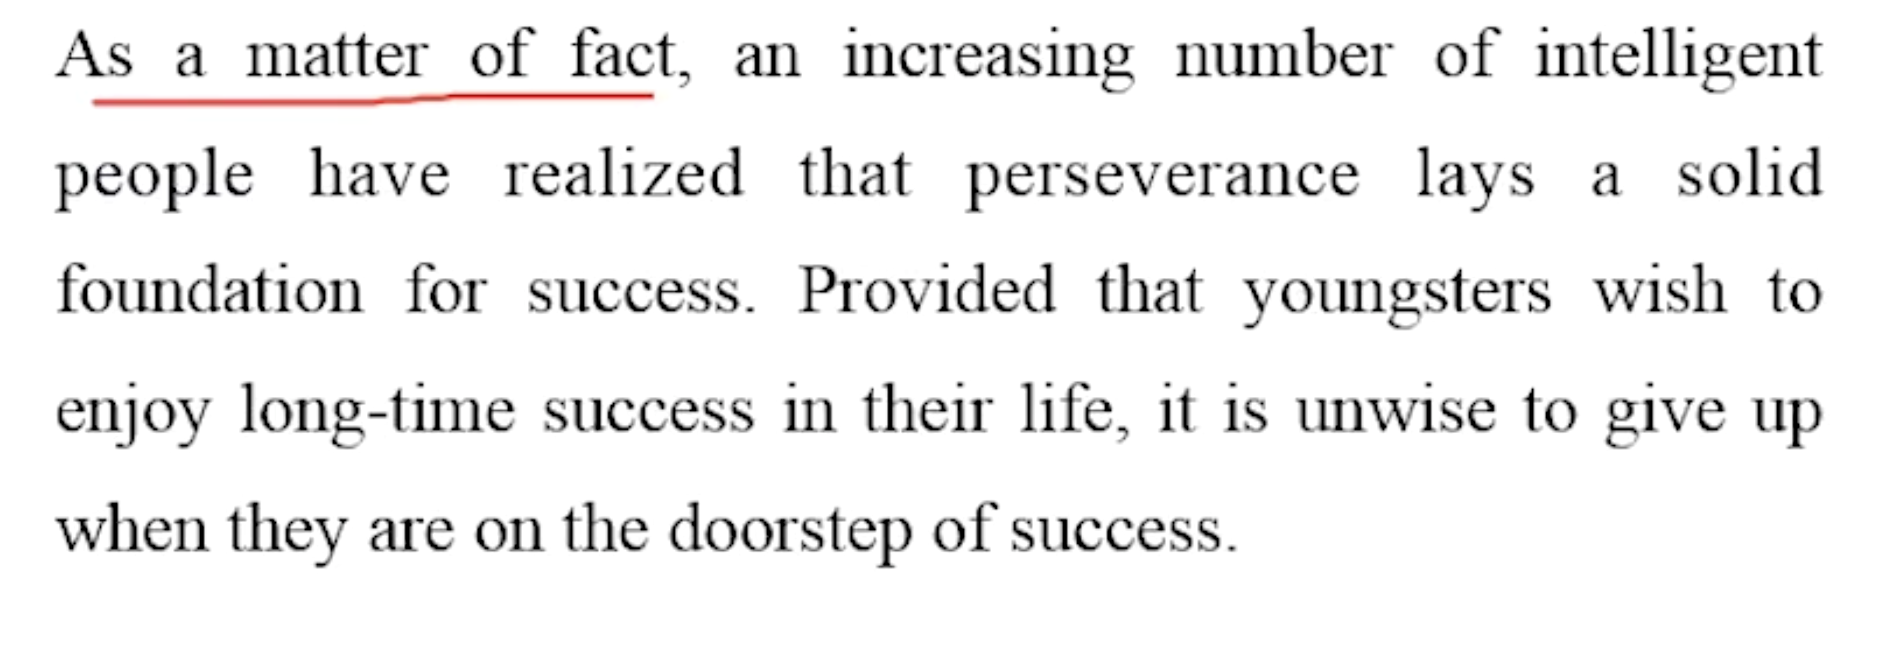 As a matter of fact, an increasing number of intelligent
people have realized that perseverance lays a solid
foundation for success. Provided that youngsters wish to
enjoy long-time success in their life, it is unwise to give up
when they are on the doorstep of success.